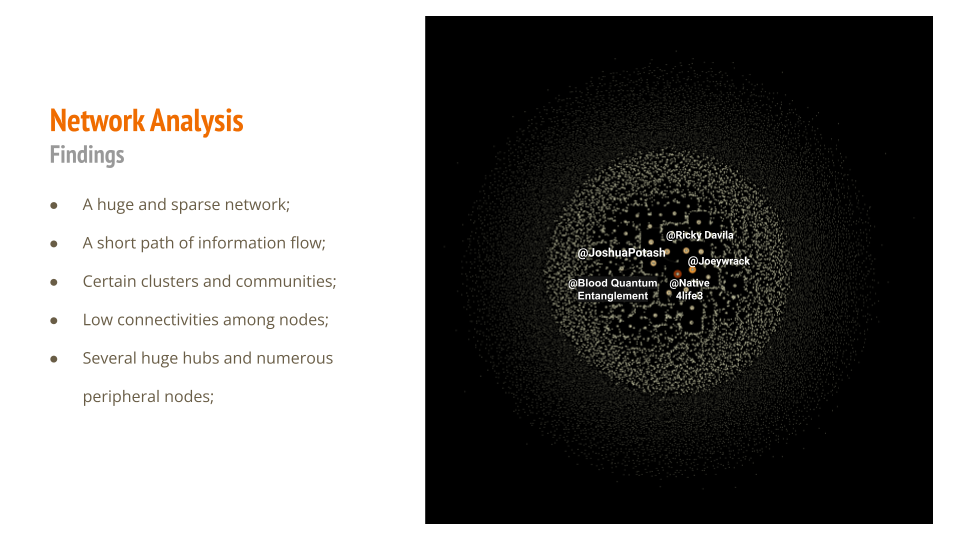 Network Analysis
Findings
● A huge and sparse network;
● A short path of information flow;
● Certain clusters and communities;
● Low connectivities among nodes;
● Several huge hubs and numerous
peripheral nodes;
@Ricky Davila
@JoshuaPotash
@Joeywrack
@Blood Quantum
Entanglement
@Native
4life3